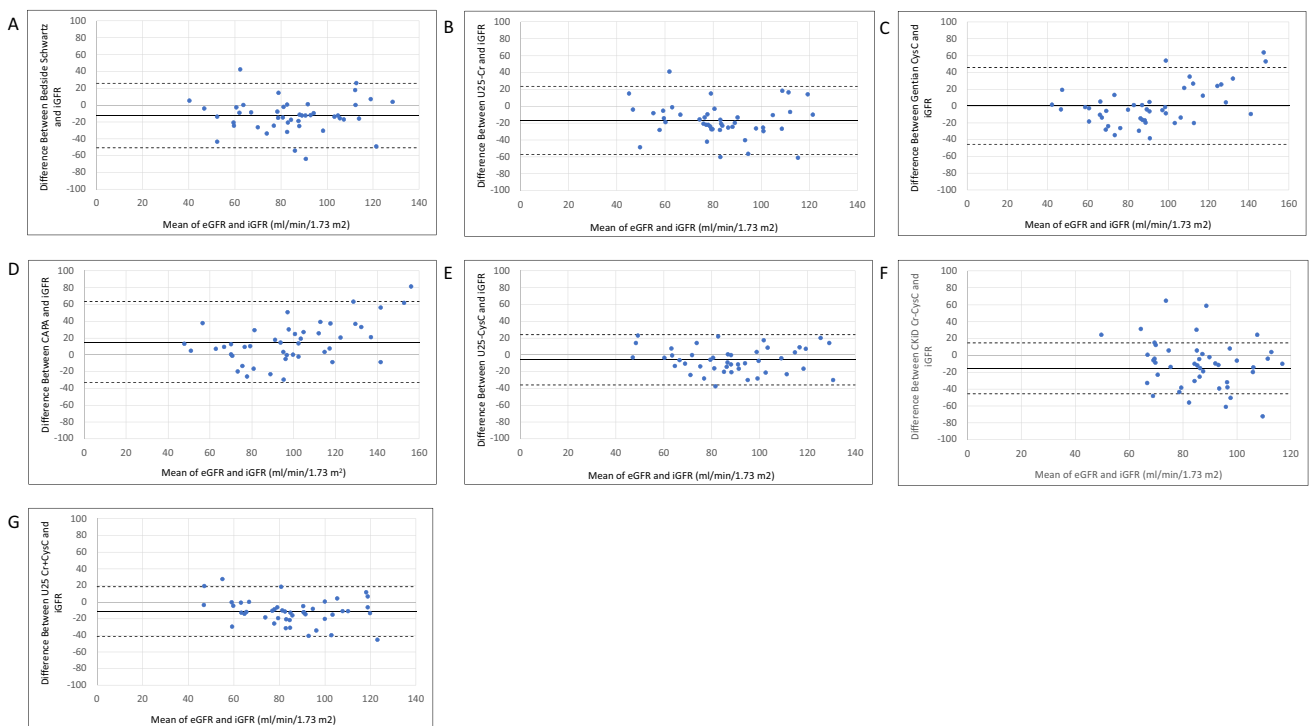 A
Difference Between Bedside Schwartz
and iGFR
100
80
60
40
20
0
-20
-40
-60
-80
-100
0 20 40 60 80 100 120 140
Mean of eGFR and iGFR (ml/min/1.73 m2)
B
Difference Between U25-Cr and iGFR
100
80
60
40
20
0
-20
-40
-60
-80
-100
0 20 40 60 80 100 120 140
Mean of eGFR and iGFR (ml/min/1.73 m2)
C
Difference Between Gentian CysC and
iGFR
100
80
60
40
20
0
-20
-40
-60
-80
-100
0 20 40 60 80 100 120 140 160
Mean of eGFR and iGFR (ml/min/1.73 m2)
D
Difference Between CAPA and iGFR
100
80
60
40
20
0
-20
-40
-60
-80
-100
0 20 40 60 80 100 120 140 160
Mean of eGFR and iGFR (ml/min/1.73 m²)
E
Difference Between U25-CysC and iGFR
100
80
60
40
20
0
-20
-40
-60
-80
-100
0 20 40 60 80 100 120 140
Mean of eGFR and iGFR (ml/min/1.73 m2)
F
Difference Between CKiD Cr-CysC and
iGFR
100
80
60
40
20
0
-20
-40
-60
-80
-100
0 20 40 60 80 100 120
Mean of eGFR and iGFR (ml/min/1.73 m2)
G
Difference Between U25 Cr+CysC and
iGFR
100
80
60
40
20
0
-20
-40
-60
-80
-100
0 20 40 60 80 100 120 140
Mean of eGFR and iGFR (ml/min/1.73 m2)